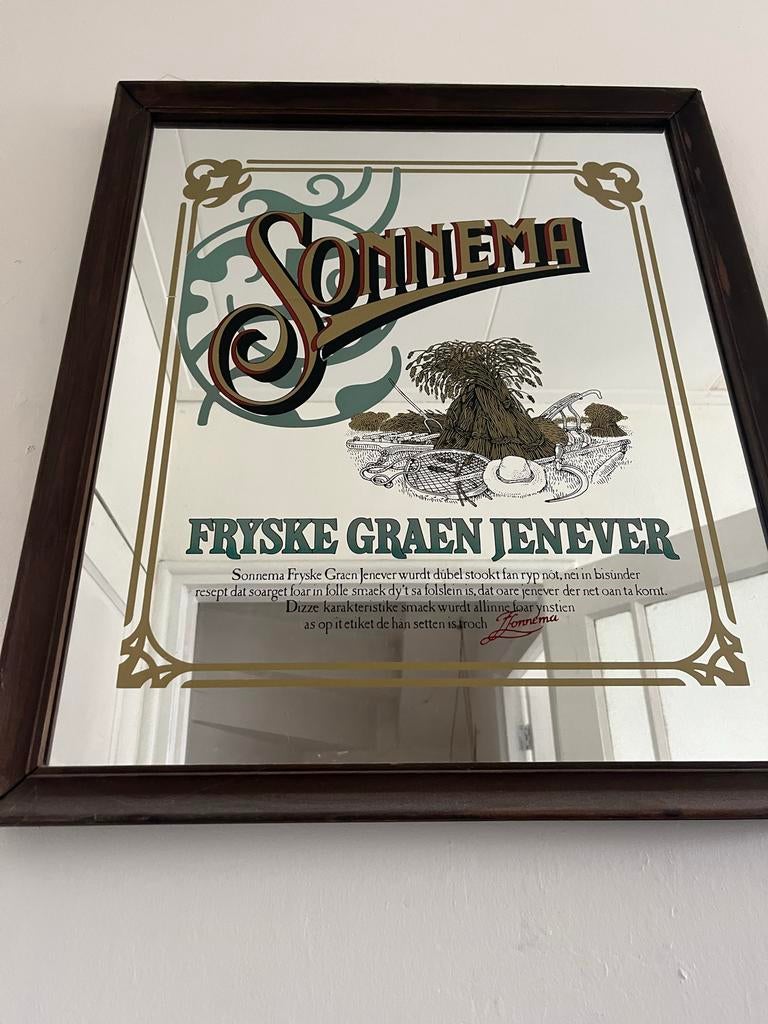 SONNEMA
FRYSKE GRAEN JENEVER
Sonnema Fryske Graen Jenever wurdt dûbel stookt fan ryp nôt, nei in bisünder
resept dat soarget foar in folle smaek dy't sa folslein is, dat oare jenever der net oan ta komt.
Dizze karakteristike smaek wurdt allinne foar ynstien
as op it etiket de hân setten is troch Sonnema